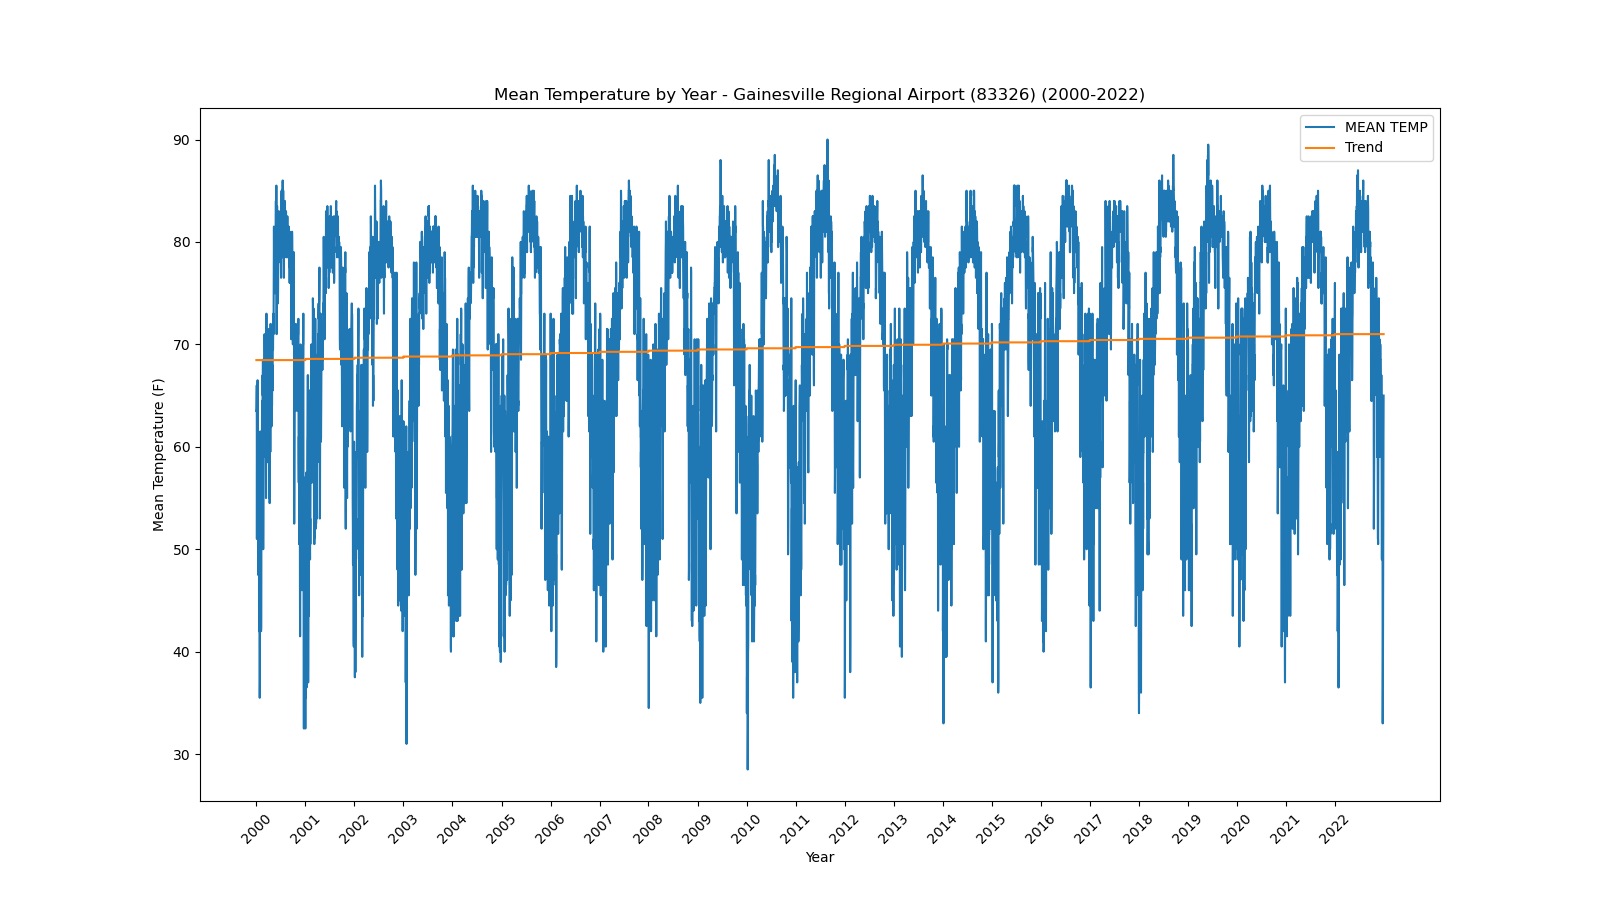 Mean Temperature by Year - Gainesville Regional Airport (83326) (2000-2022)
MEAN TEMP
Trend
90
80
70
60
50
40
30
Mean Temperature (F)
2000 2001 2002 2003 2004 2005 2006 2007 2008 2009 2010 2011 2012 2013 2014 2015 2016 2017 2018 2019 2020 2021 2022
Year